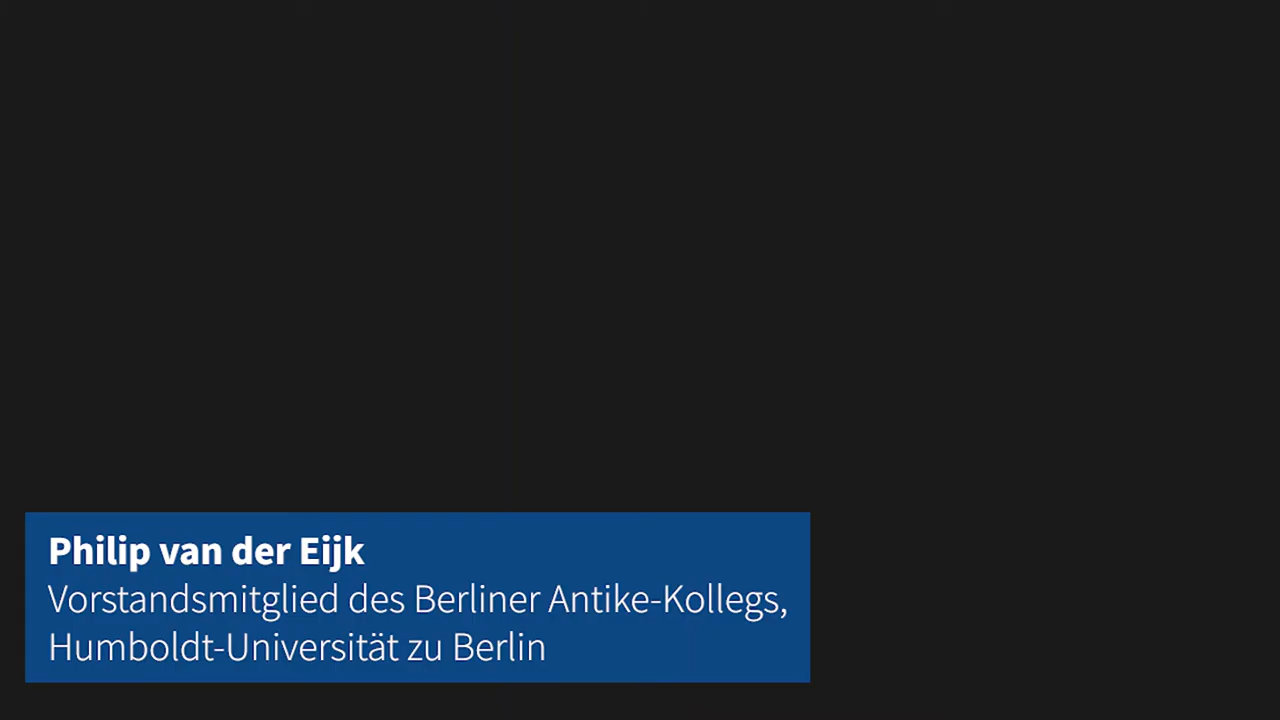 Philip van der Eijk
Vorstandsmitglied des Berliner Antike-Kollegs,
Humboldt-Universität zu Berlin